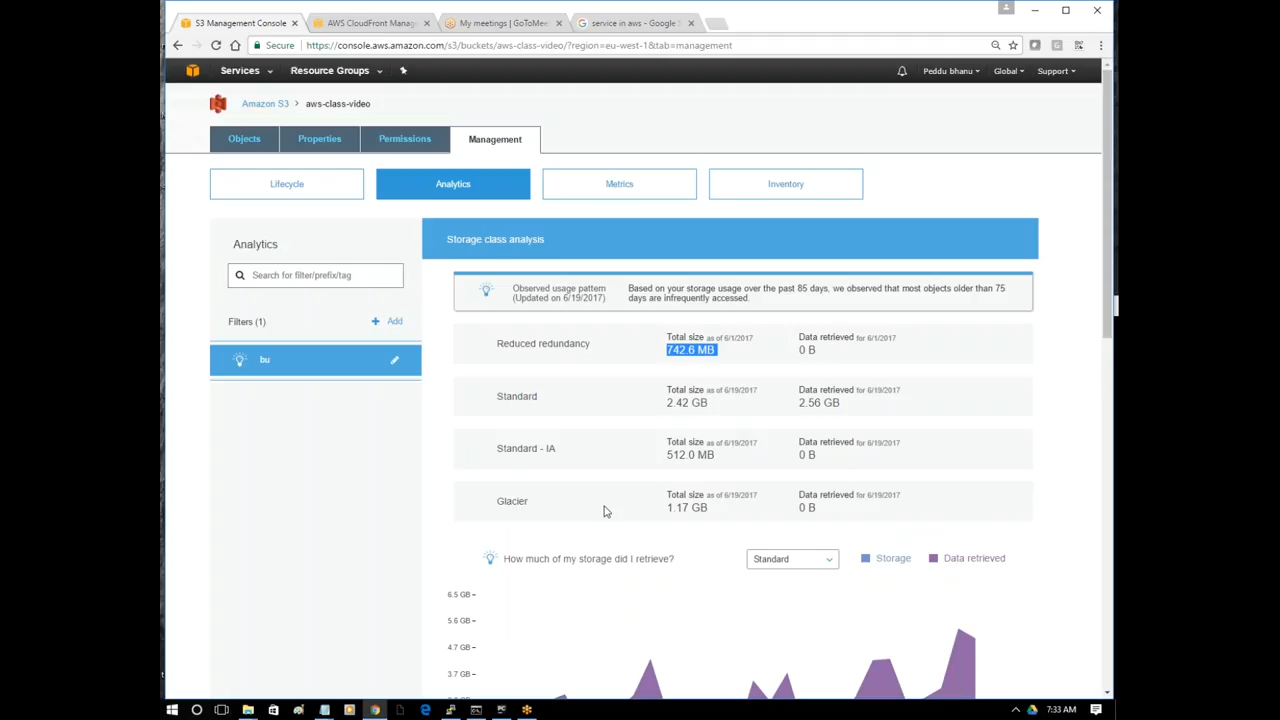 S3 Management Console
AWS CloudFront Manag
My meetings | GoToMee
service in aws - Google S
Secure
https://console.aws.amazon.com/s3/buckets/aws-class-video/?region=eu-west-1&tab=management
Services
Resource Groups
Peddu bhanu
Global
Support
Amazon S3 > aws-class-video
Objects
Properties
Permissions
Management
Lifecycle
Analytics
Metrics
Inventory
Analytics
Search for filter/prefix/tag
Filters (1)
+ Add
bu
Storage class analysis
Observed usage pattern
(Updated on 6/19/2017)
Based on your storage usage over the past 85 days, we observed that most objects older than 75
days are infrequently accessed.
Reduced redundancy
Total size as of 6/1/2017
742.6 MB
Data retrieved for 6/1/2017
0 B
Standard
Total size as of 6/19/2017
2.42 GB
Data retrieved for 6/19/2017
2.56 GB
Standard - IA
Total size as of 6/19/2017
512.0 MB
Data retrieved for 6/19/2017
0 B
Glacier
Total size as of 6/19/2017
1.17 GB
Data retrieved for 6/19/2017
0 B
How much of my storage did I retrieve?
Standard
Storage
Data retrieved
6.5 GB
5.6 GB
4.7 GB
3.7 GB
7:33 AM